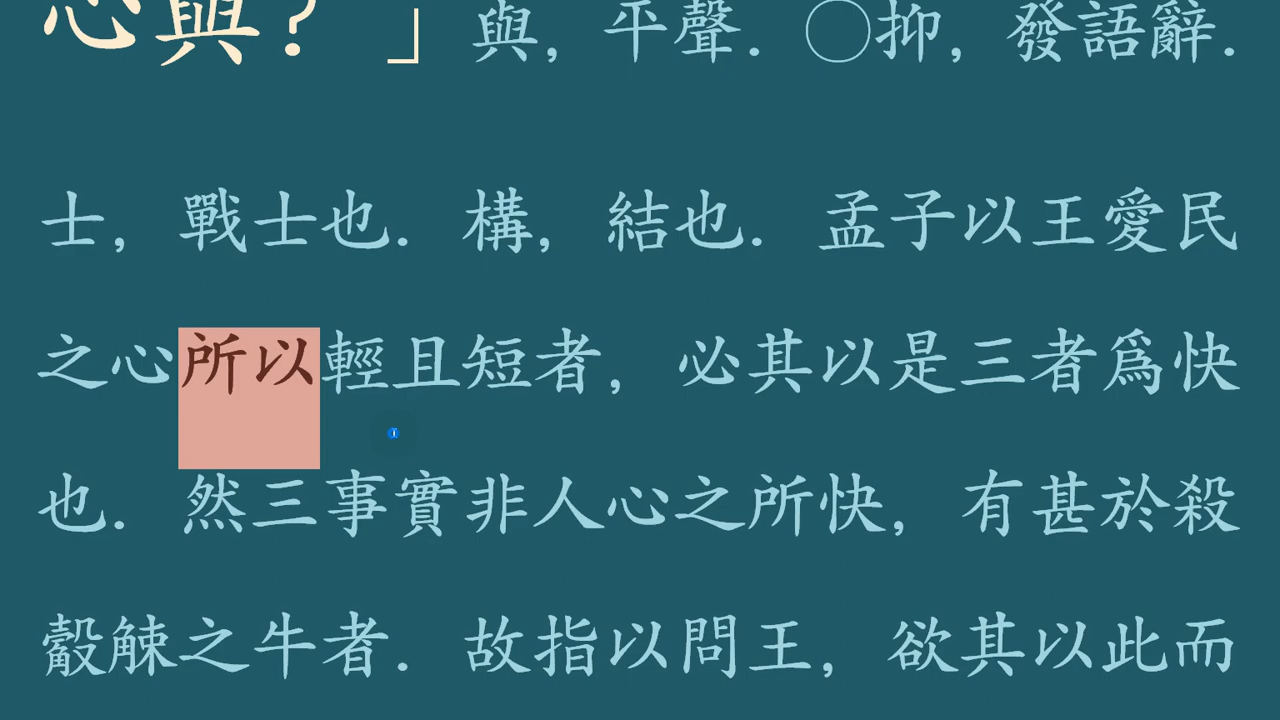 心與？」與，平聲．◯抑，發語辭．
士，戰士也．構，結也．孟子以王愛民
之心所以輕且短者，必其以是三者爲快
也．然三事實非人心之所快，有甚於殺
觳觫之牛者．故指以問王，欲其以此而